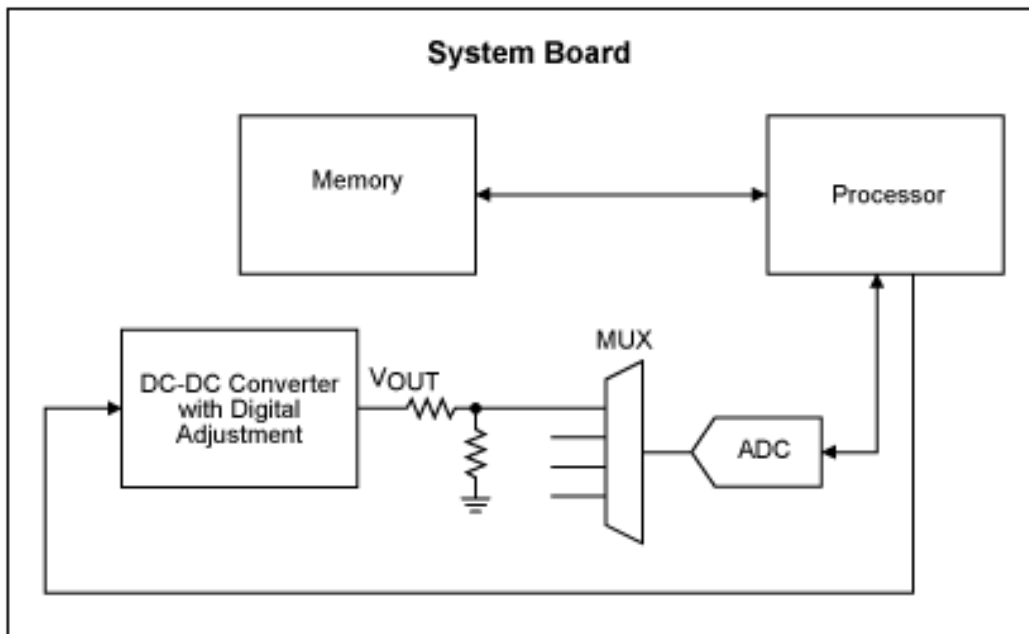 System Board
Memory
Processor
DC-DC Converter
with Digital
Adjustment
VOUT
MUX
ADC